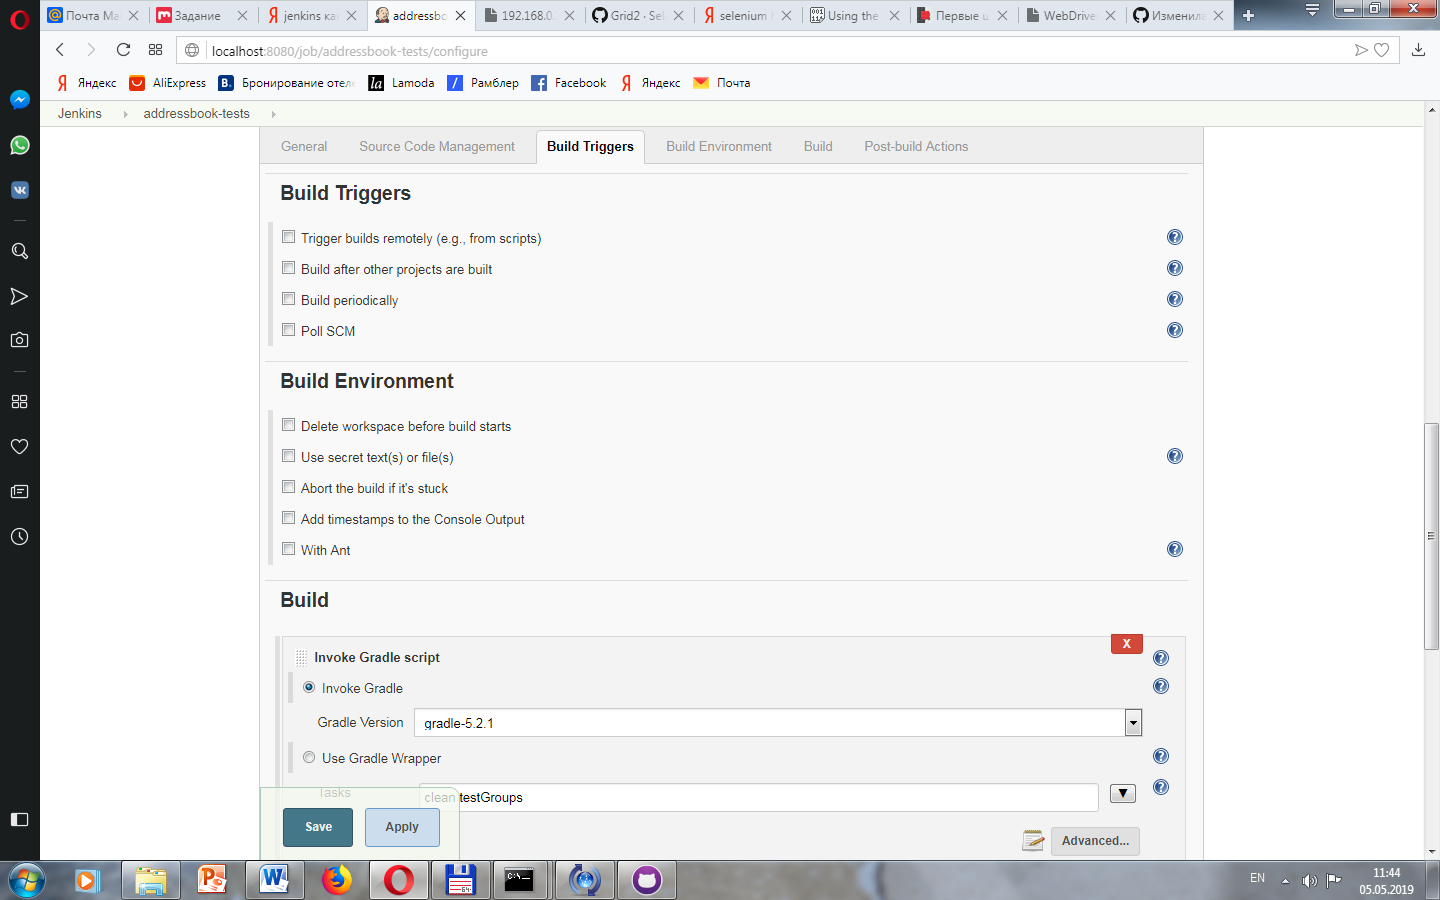 Почта Ma
Задание
jenkins ка
addressbo
192.168.0.
Grid2 · Sel
selenium h
Using the
Первые ш
WebDrive
Изменила
localhost:8080/job/addressbook-tests/configure
Яндекс
AliExpress
Бронирование отеле
Lamoda
Рамблер
Facebook
Яндекс
Почта
Jenkins
addressbook-tests
General
Source Code Management
Build Triggers
Build Environment
Build
Post-build Actions
Build Triggers
Trigger builds remotely (e.g., from scripts)
Build after other projects are built
Build periodically
Poll SCM
Build Environment
Delete workspace before build starts
Use secret text(s) or file(s)
Abort the build if it's stuck
Add timestamps to the Console Output
With Ant
Build
X
Invoke Gradle script
Invoke Gradle
Gradle Version
gradle-5.2.1
Use Gradle Wrapper
Tasks
clean testGroups
Save
Apply
Advanced...
EN
11:44
05.05.2019